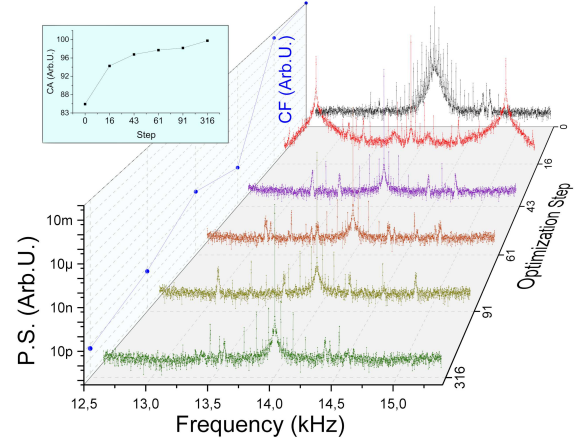 CA (Arb.U.)
100
96
92
88
83
0 16 43 61 91 316
Step
CF (Arb.U.)
P.S. (Arb.U.)
10m
10µ
10n
10p
12,5 13,0 13,5 14,0 14,5 15,0
Frequency (kHz)
0
16
43
61
91
316
Optimization Step